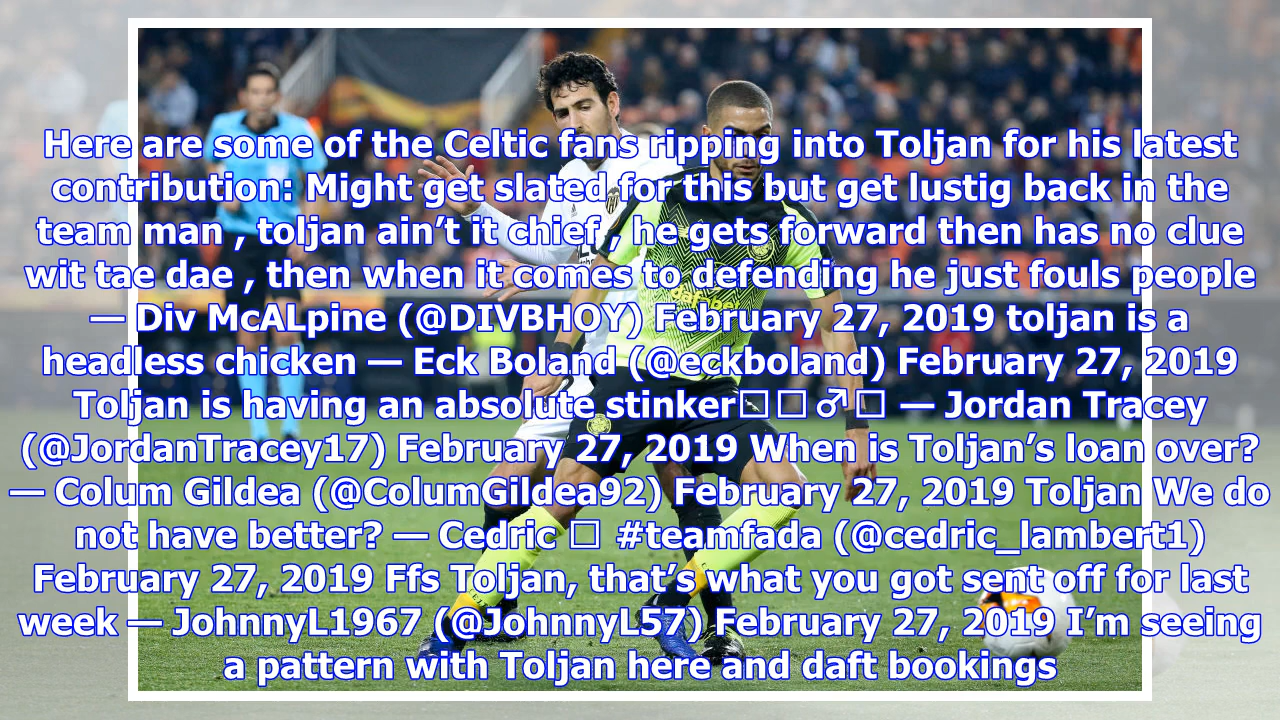 Here are some of the Celtic fans ripping into Toljan for his latest
contribution: Might get slated for this but get lustig back in the
team man , toljan ain’t it chief , he gets forward then has no clue
wit tae dae , then when it comes to defending he just fouls people
— Div McALpine (@DIVBHOY) February 27, 2019 toljan is a
headless chicken — Eck Boland (@eckboland) February 27, 2019
Toljan is having an absolute stinker□□♂□ — Jordan Tracey
(@JordanTracey17) February 27, 2019 When is Toljan’s loan over?
— Colum Gildea (@ColumGildea92) February 27, 2019 Toljan We do
not have better? — Cedric □ #teamfada (@cedric_lambert1)
February 27, 2019 Ffs Toljan, that’s what you got sent off for last
week — JohnnyL1967 (@JohnnyL57) February 27, 2019 I’m seeing
a pattern with Toljan here and daft bookings